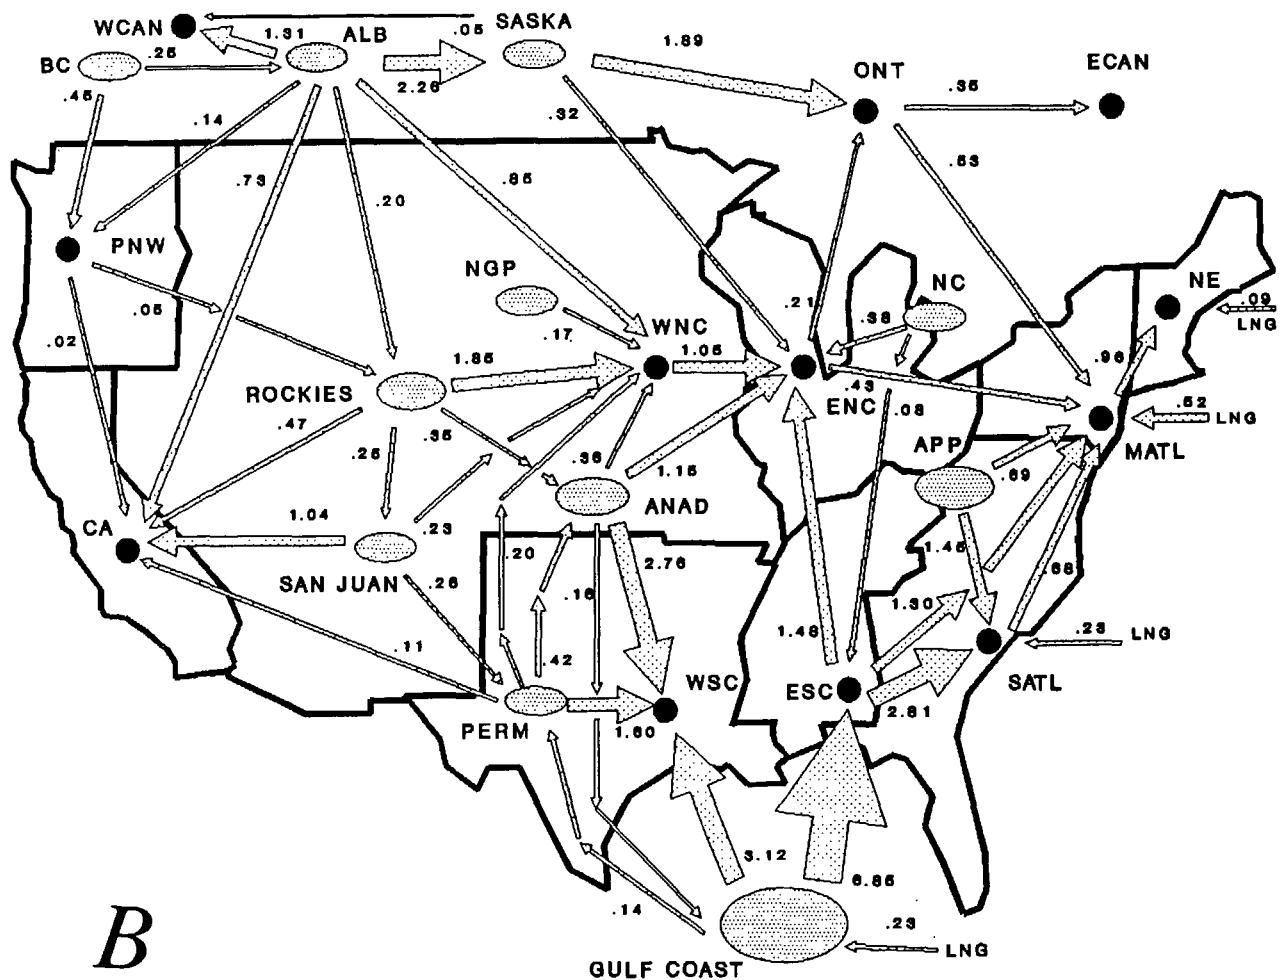 WCAN
1.31
ALB
.05
SASKA
1.89
BC
.25
2.26
ONT
ECAN
.45
.14
.32
.35
.53
.73
.20
.85
PNW
NGP
NC
NE
.05
.21
.38
.09
LNG
.02
.17
WNC
1.05
.96
ROCKIES
1.85
ENC
.43
.08
.52
LNG
.47
.25
.35
.36
1.15
APP
.69
MATL
CA
1.04
.23
ANAD
SAN JUAN
.26
.20
.16
2.76
1.45
.68
.11
.42
1.48
1.30
.23
LNG
WSC
ESC
SATL
PERM
1.60
2.81
3.12
6.85
.14
.23
LNG
B
GULF COAST